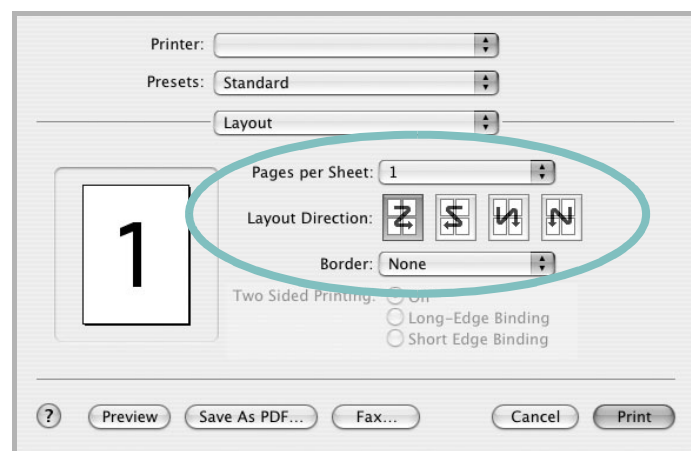 Printer:
Presets: Standard
Layout
Pages per Sheet: 1
Layout Direction:
1
Border: None
Two Sided Printing: Off
Long-Edge Binding
Short Edge Binding
? Preview Save As PDF... Fax... Cancel Print